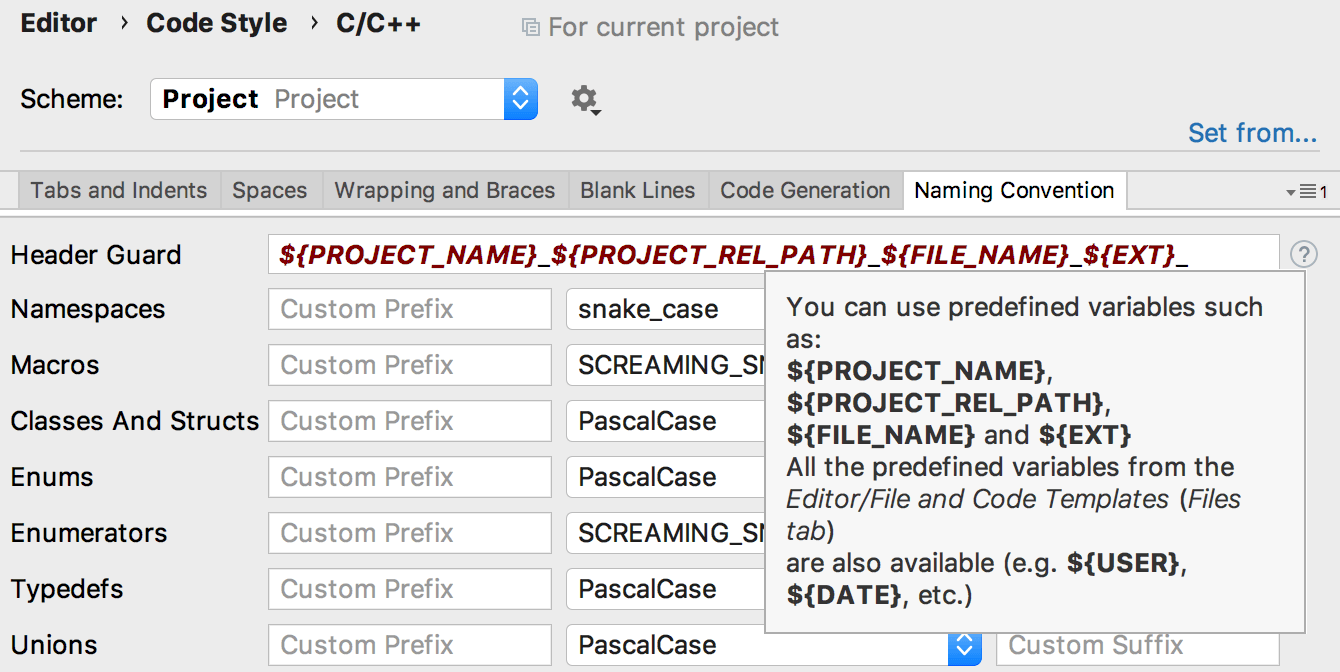 Editor › Code Style › C/C++ For current project
Scheme: Project Project
Set from...
Tabs and Indents Spaces Wrapping and Braces Blank Lines Code Generation Naming Convention 1
Header Guard ${PROJECT_NAME}_${PROJECT_REL_PATH}_${FILE_NAME}_${EXT}_ ?
Namespaces Custom Prefix snake_case
Macros Custom Prefix SCREAMING_SN
Classes And Structs Custom Prefix PascalCase
Enums Custom Prefix PascalCase
Enumerators Custom Prefix SCREAMING_SN
Typedefs Custom Prefix PascalCase
Unions Custom Prefix PascalCase Custom Suffix
You can use predefined variables such
as:
${PROJECT_NAME},
${PROJECT_REL_PATH},
${FILE_NAME} and ${EXT}
All the predefined variables from the
Editor/File and Code Templates (Files
tab)
are also available (e.g. ${USER},
${DATE}, etc.)